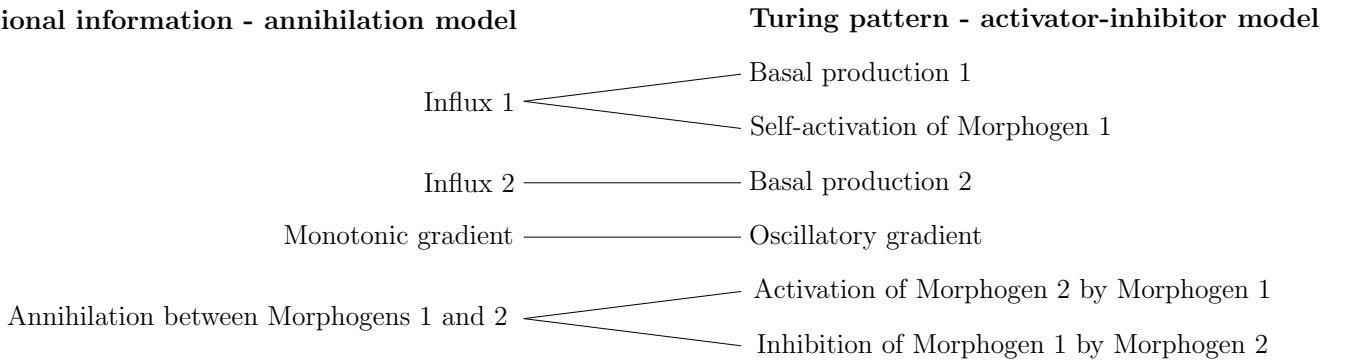 ional information - annihilation model
Turing pattern - activator-inhibitor model
Influx 1
Basal production 1
Self-activation of Morphogen 1
Influx 2
Basal production 2
Monotonic gradient
Oscillatory gradient
Annihilation between Morphogens 1 and 2
Activation of Morphogen 2 by Morphogen 1
Inhibition of Morphogen 1 by Morphogen 2